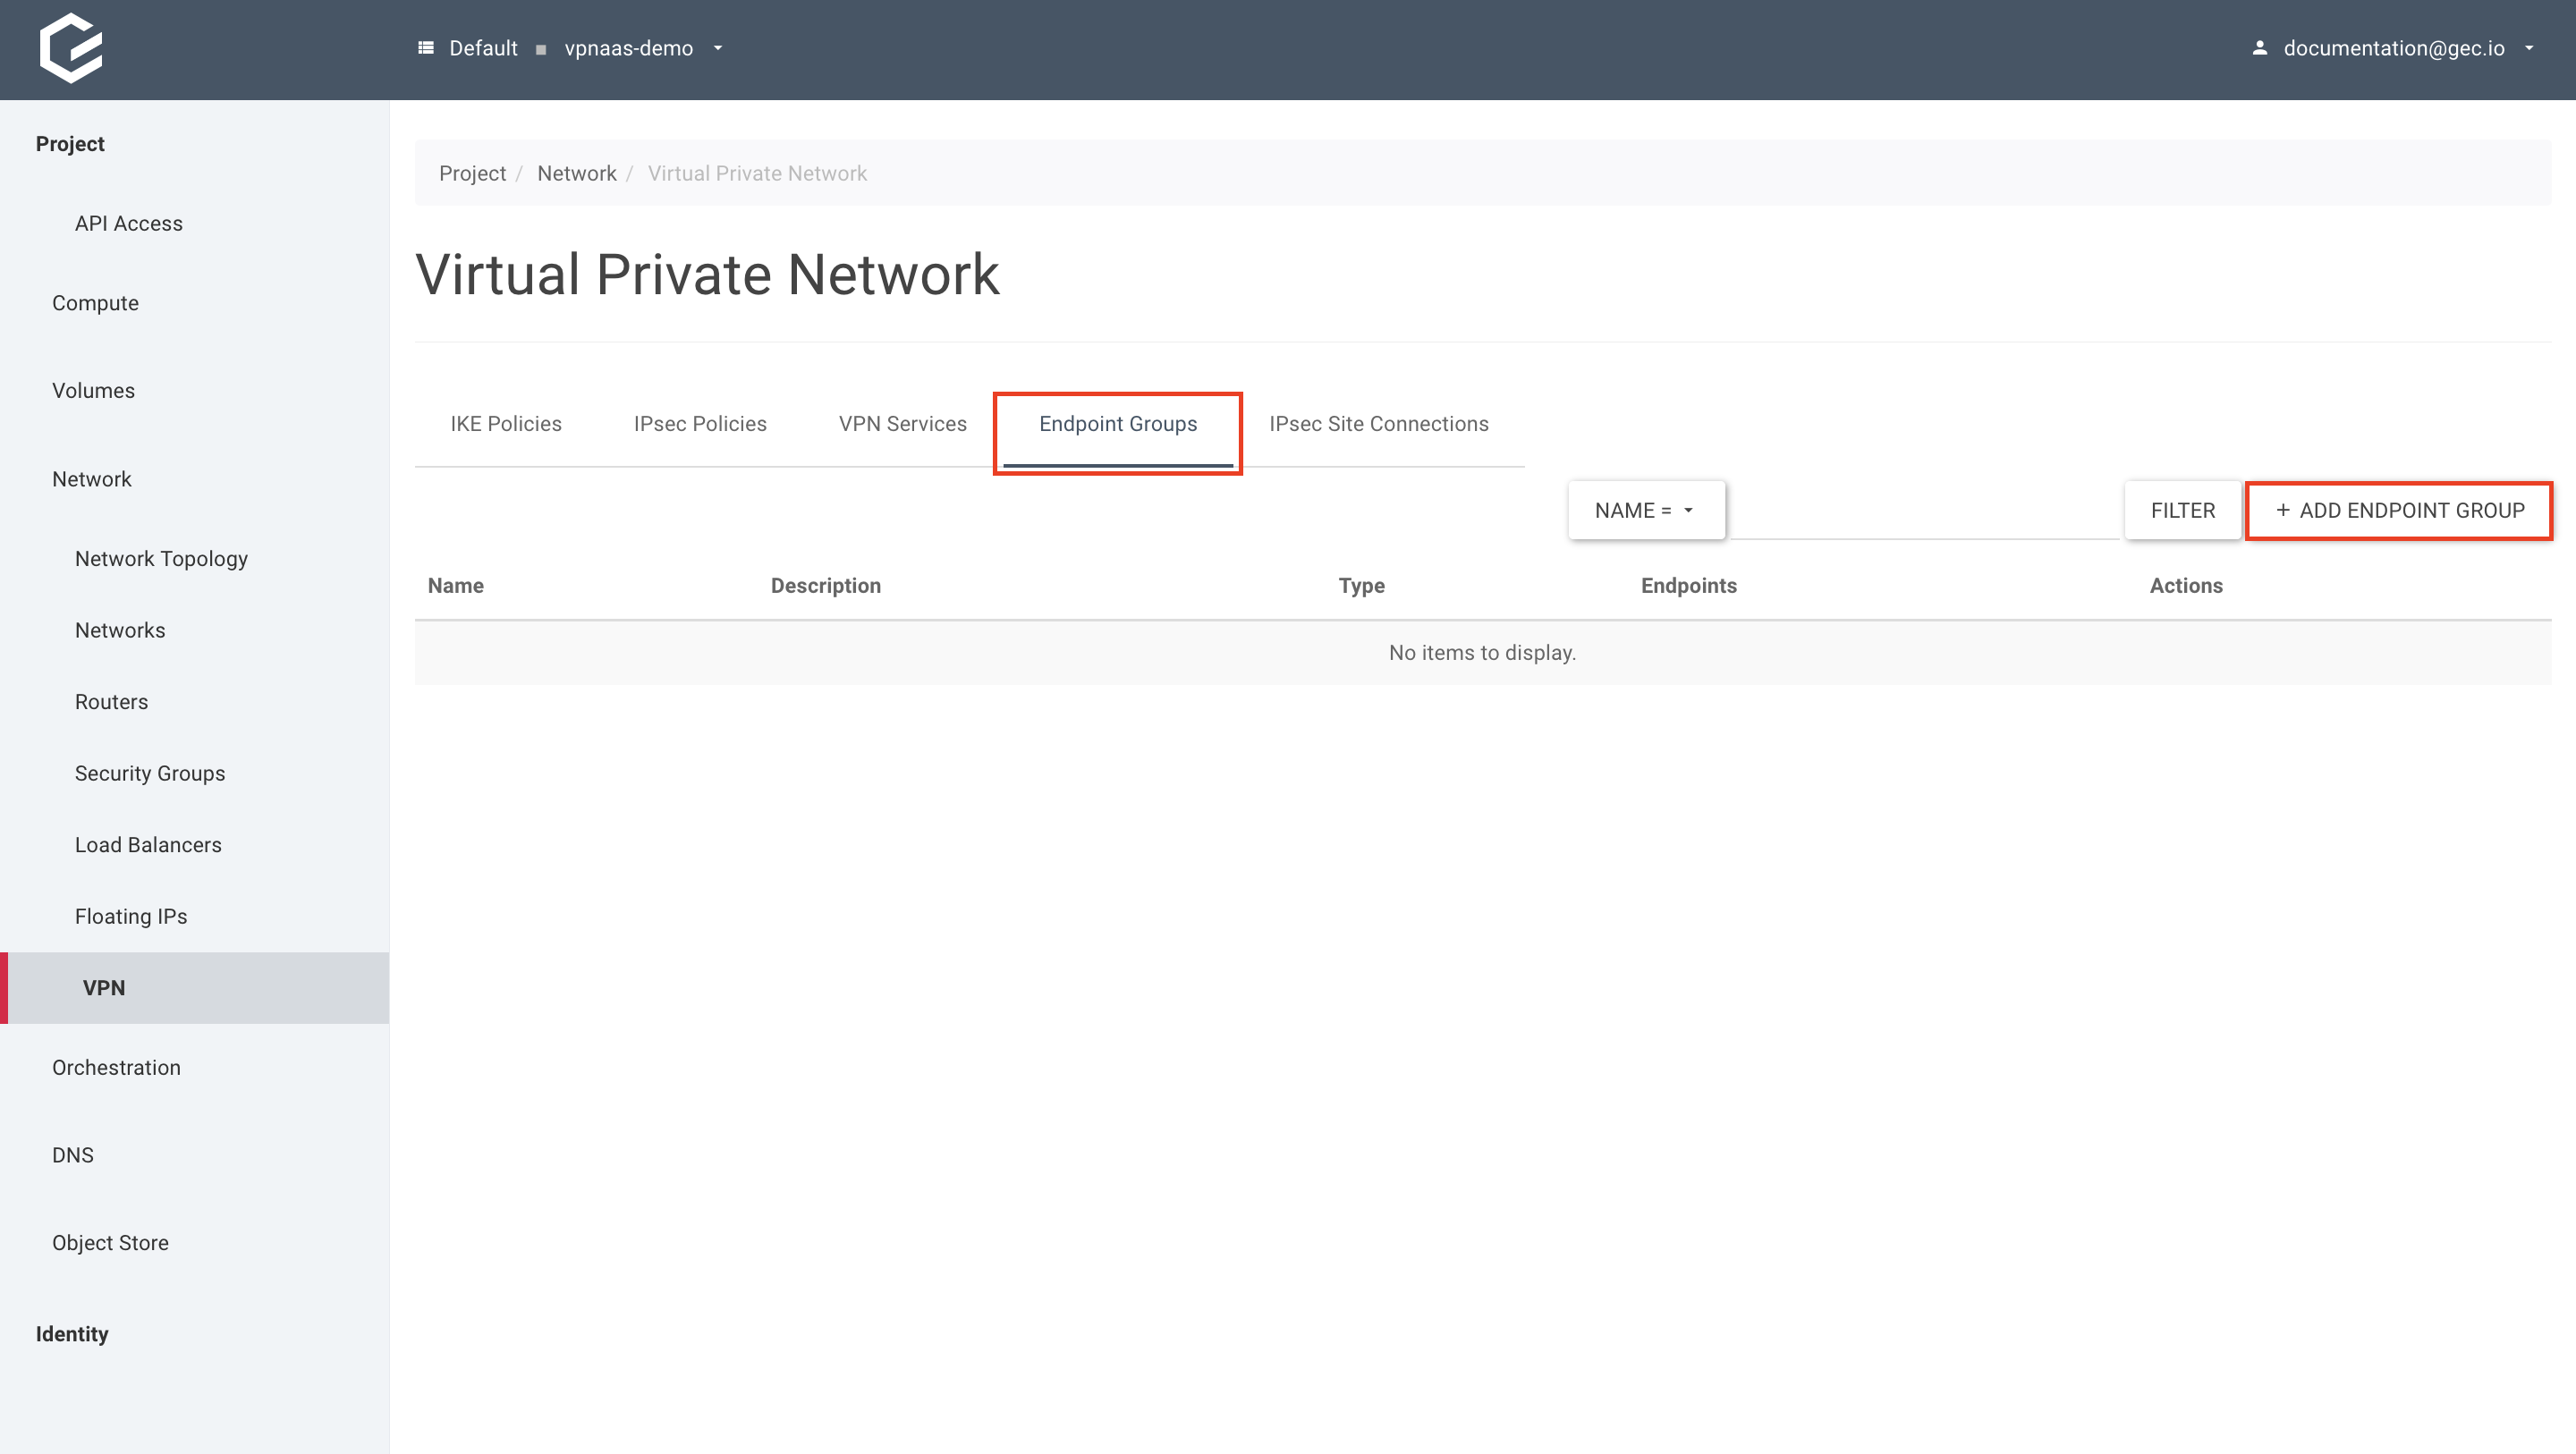 Default vpnaas-demo
documentation@gec.io
Project
API Access
Compute
Volumes
Network
Network Topology
Networks
Routers
Security Groups
Load Balancers
Floating IPs
VPN
Orchestration
DNS
Object Store
Identity
Project / Network / Virtual Private Network
Virtual Private Network
IKE Policies IPsec Policies VPN Services Endpoint Groups IPsec Site Connections
NAME = FILTER + ADD ENDPOINT GROUP
Name Description Type Endpoints Actions
No items to display.